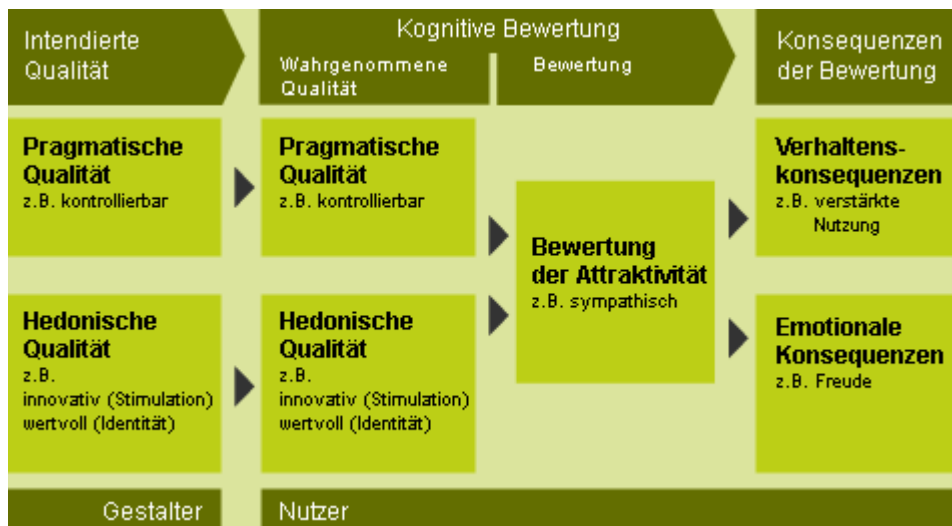 Intendierte
Qualität
Kognitive Bewertung
Wahrgenommene
Qualität
Bewertung
Konsequenzen
der Bewertung
Pragmatische
Qualität
z.B. kontrollierbar
Pragmatische
Qualität
z.B. kontrollierbar
Bewertung
der Attraktivität
z.B. sympathisch
Verhaltens-
konsequenzen
z.B. verstärkte
Nutzung
Hedonische
Qualität
z.B.
innovativ (Stimulation)
wertvoll (Identität)
Hedonische
Qualität
z.B.
innovativ (Stimulation)
wertvoll (Identität)
Emotionale
Konsequenzen
z.B. Freude
Gestalter
Nutzer